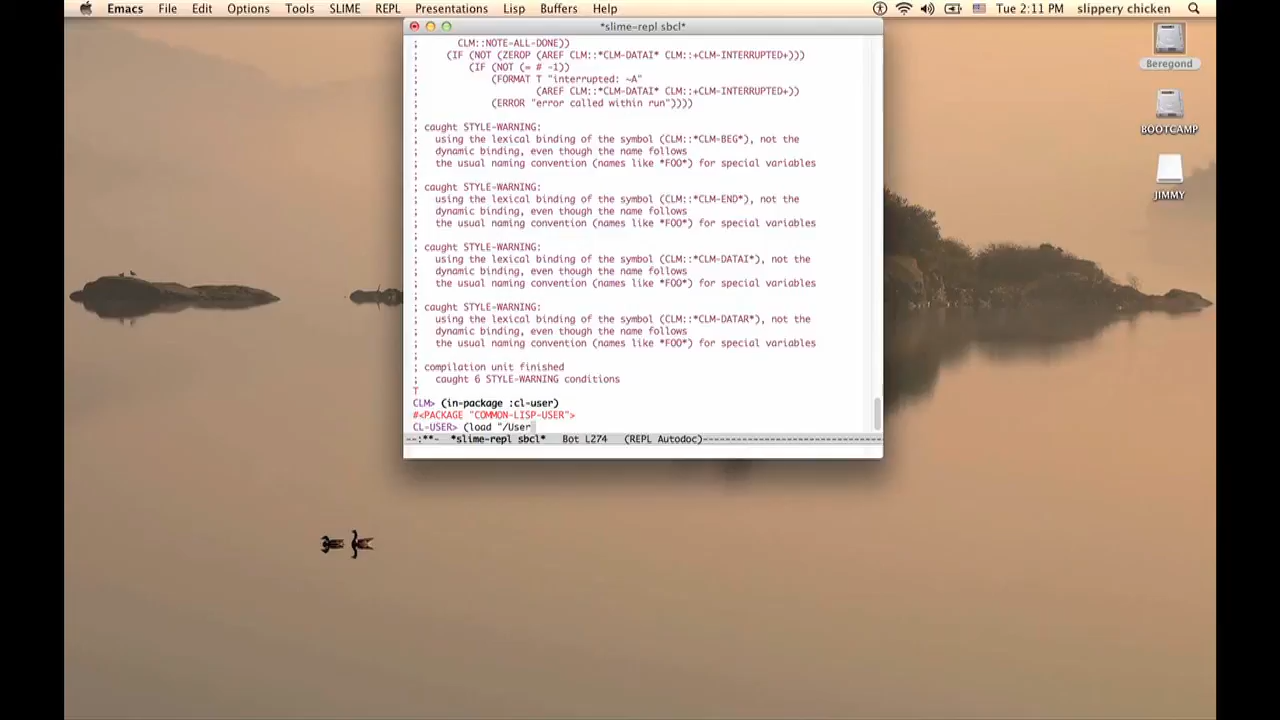 Emacs File Edit Options Tools SLIME REPL Presentations Lisp Buffers Help Tue 2:11 PM slippery chicken
*slime-repl sbcl*
; CLM::NOTE-ALL-DONE))
; (IF (NOT (ZEROP (AREF CLM::*CLM-DATAI* CLM::+CLM-INTERRUPTED+)))
; (IF (NOT (= # -1))
; (FORMAT T "interrupted: ~A"
; (AREF CLM::*CLM-DATAI* CLM::+CLM-INTERRUPTED+))
; (ERROR "error called within run"))))
;
; caught STYLE-WARNING:
; using the lexical binding of the symbol (CLM::*CLM-BEG*), not the
; dynamic binding, even though the name follows
; the usual naming convention (names like *FOO*) for special variables
;
; caught STYLE-WARNING:
; using the lexical binding of the symbol (CLM::*CLM-END*), not the
; dynamic binding, even though the name follows
; the usual naming convention (names like *FOO*) for special variables
;
; caught STYLE-WARNING:
; using the lexical binding of the symbol (CLM::*CLM-DATAI*), not the
; dynamic binding, even though the name follows
; the usual naming convention (names like *FOO*) for special variables
;
; caught STYLE-WARNING:
; using the lexical binding of the symbol (CLM::*CLM-DATAR*), not the
; dynamic binding, even though the name follows
; the usual naming convention (names like *FOO*) for special variables
;
; compilation unit finished
; caught 6 STYLE-WARNING conditions
T
CLM> (in-package :cl-user)
#<PACKAGE "COMMON-LISP-USER">
CL-USER> (load "/User
--:**- *slime-repl sbcl* Bot L274 (REPL Autodoc)----------------------------------
Beregond
BOOTCAMP
JIMMY